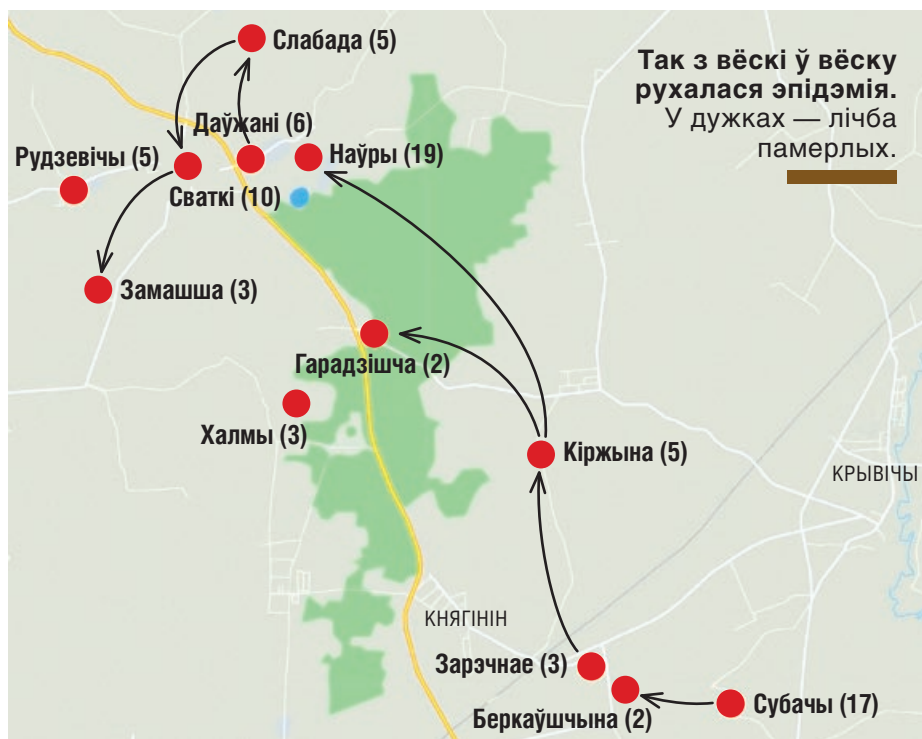 Так з вёскі ў вёску
рухалася эпідэмія.
У дужках — лічба
памерлых.
Слабада (5)
Даўжані (6)
Рудзевічы (5)
Наўры (19)
Сваткі (10)
Замашша (3)
Гарадзішча (2)
Халмы (3)
Кіржына (5)
КРЫВІЧЫ
КНЯГІНІН
Зарэчнае (3)
Беркаўшчына (2)
Субачы (17)